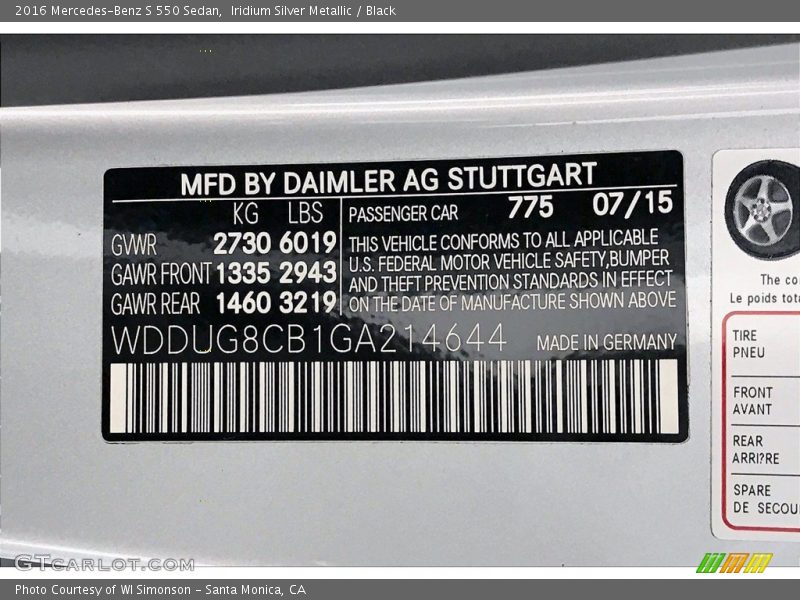 2016 Mercedes-Benz S 550 Sedan,  Iridium Silver Metallic / Black
MFD BY DAIMLER AG STUTTGART
KG LBS
GWR 2730 6019
GAWR FRONT 1335 2943
GAWR REAR 1460 3219
PASSENGER CAR 775 07/15
THIS VEHICLE CONFORMS TO ALL APPLICABLE
U.S. FEDERAL MOTOR VEHICLE SAFETY,BUMPER
AND THEFT PREVENTION STANDARDS IN EFFECT
ON THE DATE OF MANUFACTURE SHOWN ABOVE
WDDUG8CB1GA214644 MADE IN GERMANY
The co
Le poids tota
TIRE
PNEU
FRONT
AVANT
REAR
ARRI?RE
SPARE
DE SECOU
GTcarlot.com
Photo Courtesy of WI Simonson - Santa Monica, CA